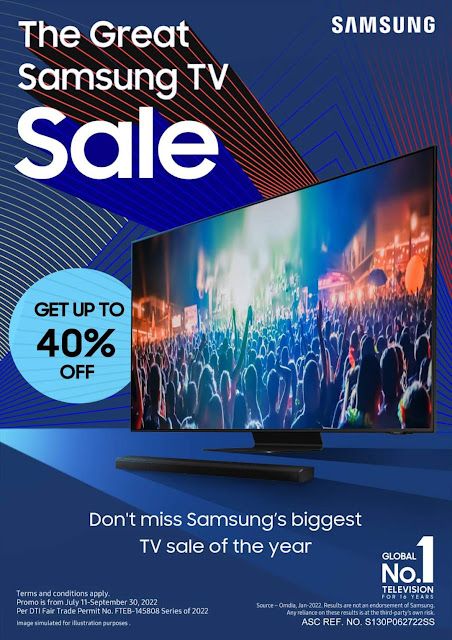 The Great
Samsung TV
Sale
SAMSUNG
GET UP TO
40%
OFF
Don't miss Samsung's biggest
TV sale of the year
GLOBAL
No.1
TELEVISION
FOR 16 YEARS
Terms and conditions apply.
Promo is from July 11-September 30, 2022
Per DTI Fair Trade Permit No. FTEB-145808 Series of 2022
Image simulated for illustration purposes .
Source – Omdia, Jan-2022. Results are not an endorsement of Samsung.
Any reliance on these results is at the third-party's own risk.
ASC REF. NO. S130P062722SS